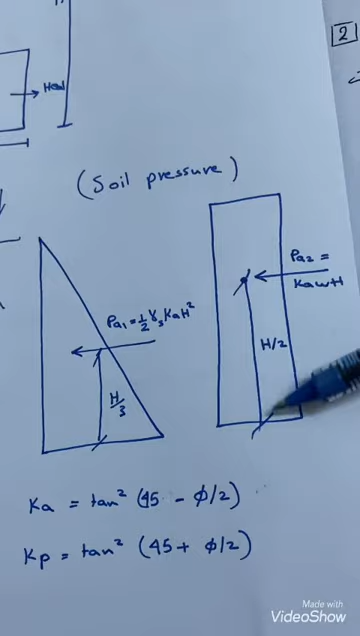 2
(Soil pressure)
Pa1 = ½ γs Ka H²
H/3
Pa2 =
Ka w H
H/2
Ka = tan² (45 - φ/2)
Kp = tan² (45 + φ/2)
Made with
VideoShow